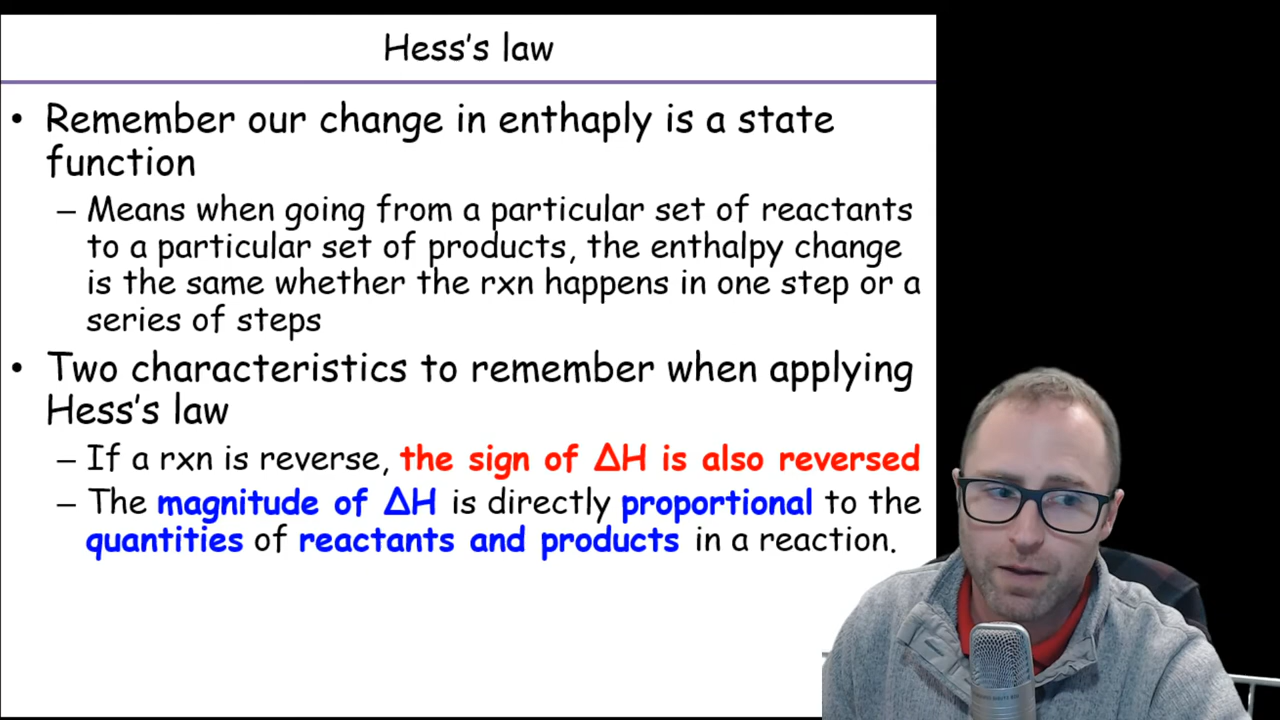 Hess's law
• Remember our change in enthaply is a state
function
– Means when going from a particular set of reactants
to a particular set of products, the enthalpy change
is the same whether the rxn happens in one step or a
series of steps
• Two characteristics to remember when applying
Hess's law
– If a rxn is reverse, the sign of ΔH is also reversed
– The magnitude of ΔH is directly proportional to the
quantities of reactants and products in a reaction.